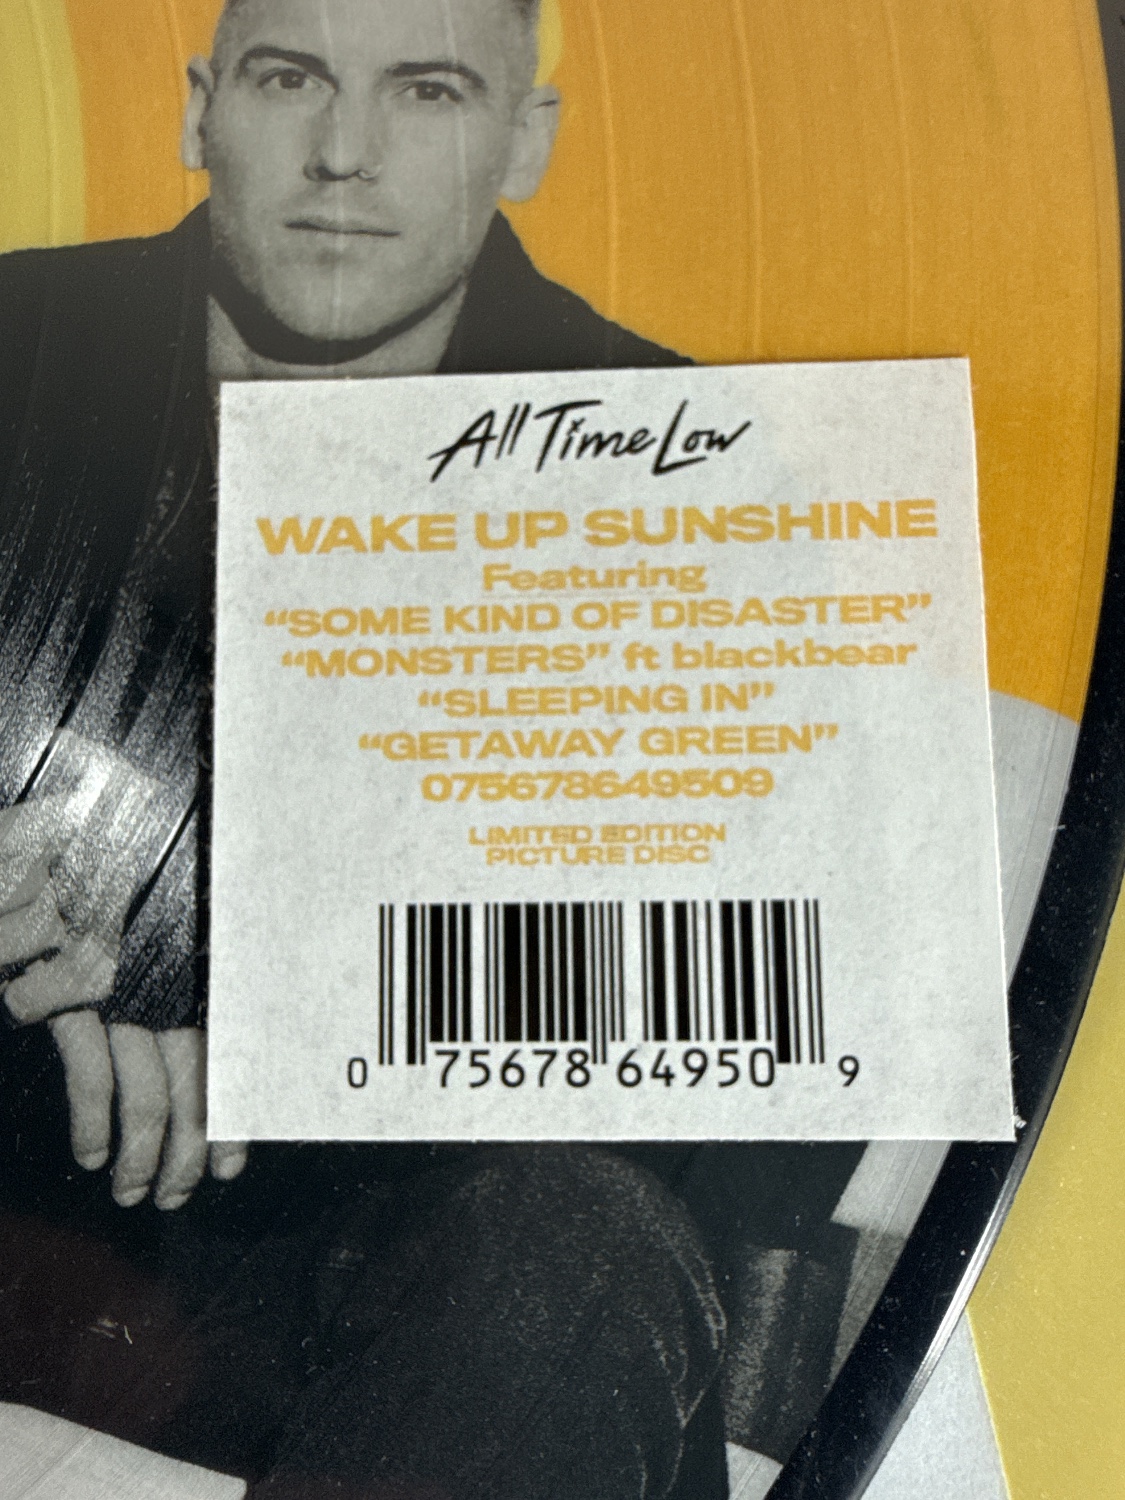 All Time Low
WAKE UP SUNSHINE
Featuring
“SOME KIND OF DISASTER”
“MONSTERS” ft blackbear
“SLEEPING IN”
“GETAWAY GREEN”
075678649509
LIMITED EDITION
PICTURE DISC
0 75678 64950 9